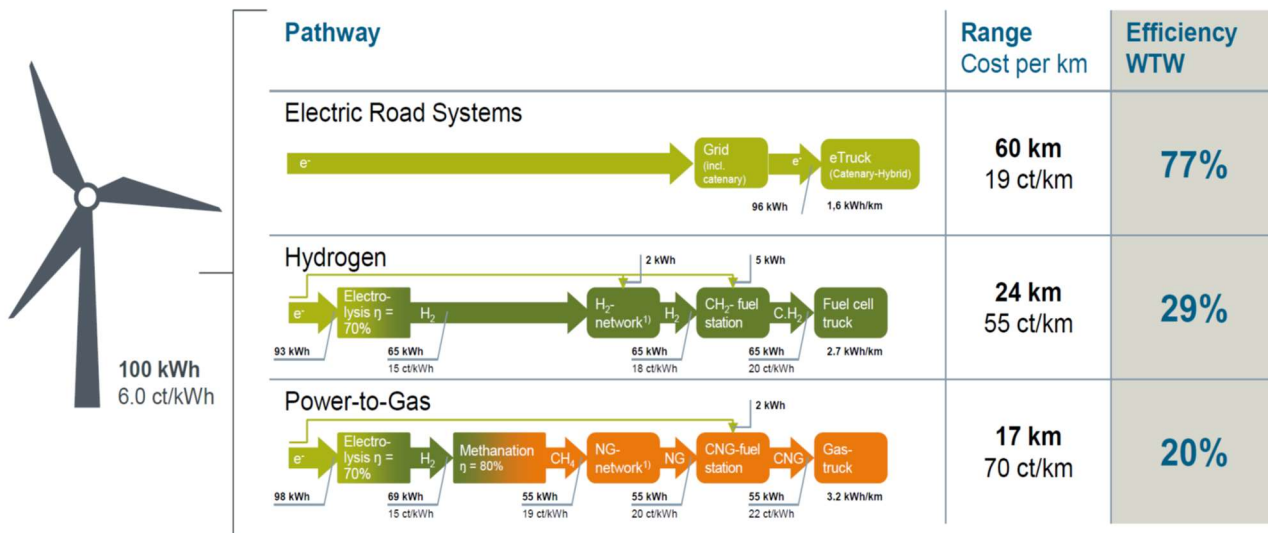 Pathway
Range
Cost per km
Efficiency
WTW
100 kWh
6.0 ct/kWh
Electric Road Systems
e-
Grid
(incl.
catenary)
e-
eTruck
(Catenary-Hybrid)
96 kWh
1,6 kWh/km
60 km
19 ct/km
77%
Hydrogen
2 kWh
5 kWh
e-
Electro-
lysis η =
70%
H2
H2-
network1)
H2
CH2- fuel
station
C.H2
Fuel cell
truck
93 kWh
65 kWh
15 ct/kWh
65 kWh
18 ct/kWh
65 kWh
20 ct/kWh
2.7 kWh/km
24 km
55 ct/km
29%
Power-to-Gas
2 kWh
e-
Electro-
lysis η =
70%
H2
Methanation
η = 80%
CH4
NG-
network1)
NG
CNG-fuel
station
CNG
Gas-
truck
98 kWh
69 kWh
15 ct/kWh
55 kWh
19 ct/kWh
55 kWh
20 ct/kWh
55 kWh
22 ct/kWh
3.2 kWh/km
17 km
70 ct/km
20%